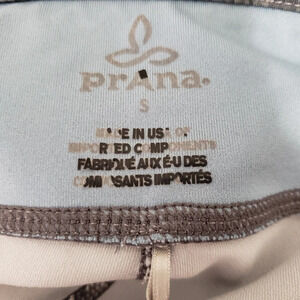 prAna
S
MADE IN USA OF
IMPORTED COMPONENTS
FABRIQUÉ AUX É-U DES
COMPOSANTS IMPORTÉS